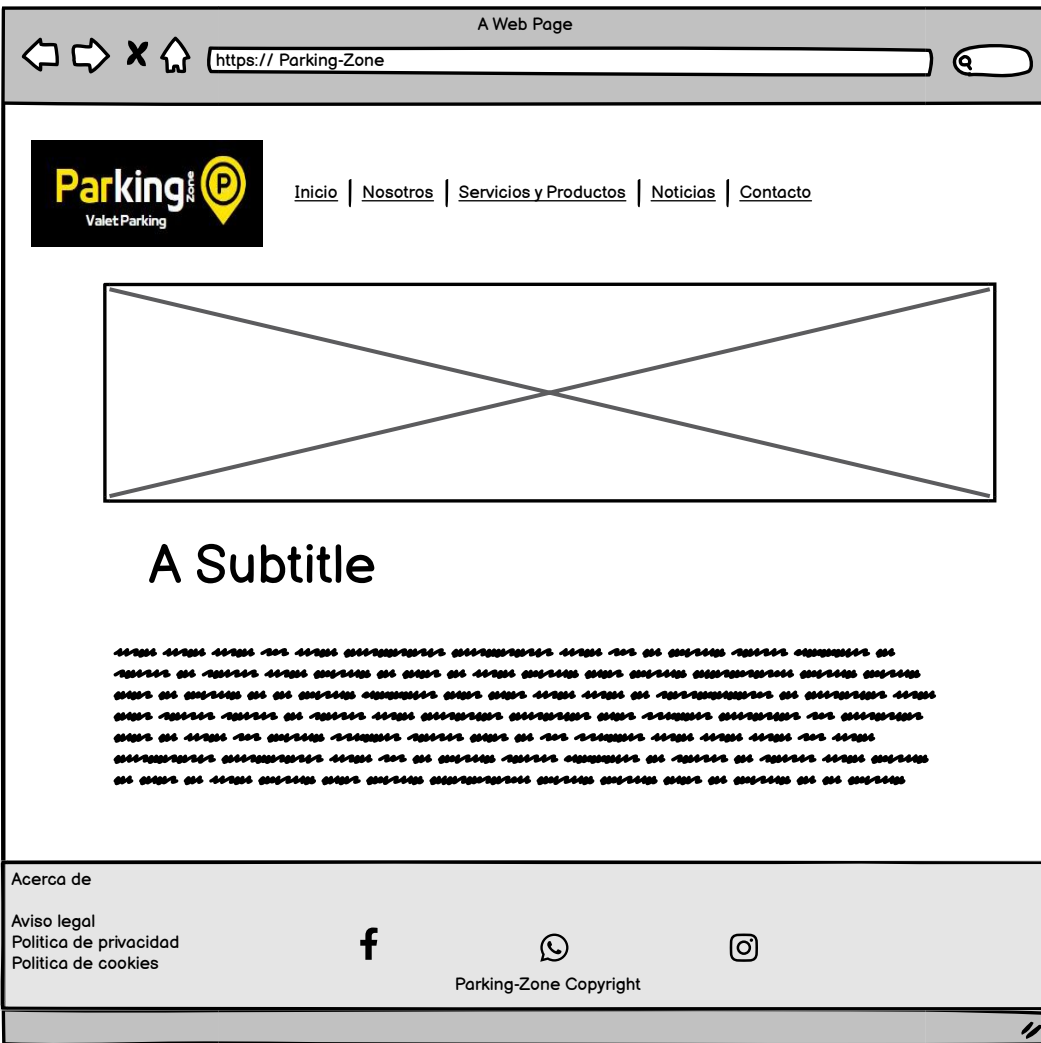 A Web Page
https:// Parking-Zone
Parking Zone P
Valet Parking
Inicio | Nosotros | Servicios y Productos | Noticias | Contacto
A Subtitle
Acerca de
Aviso legal
Politica de privacidad
Politica de cookies
Parking-Zone Copyright